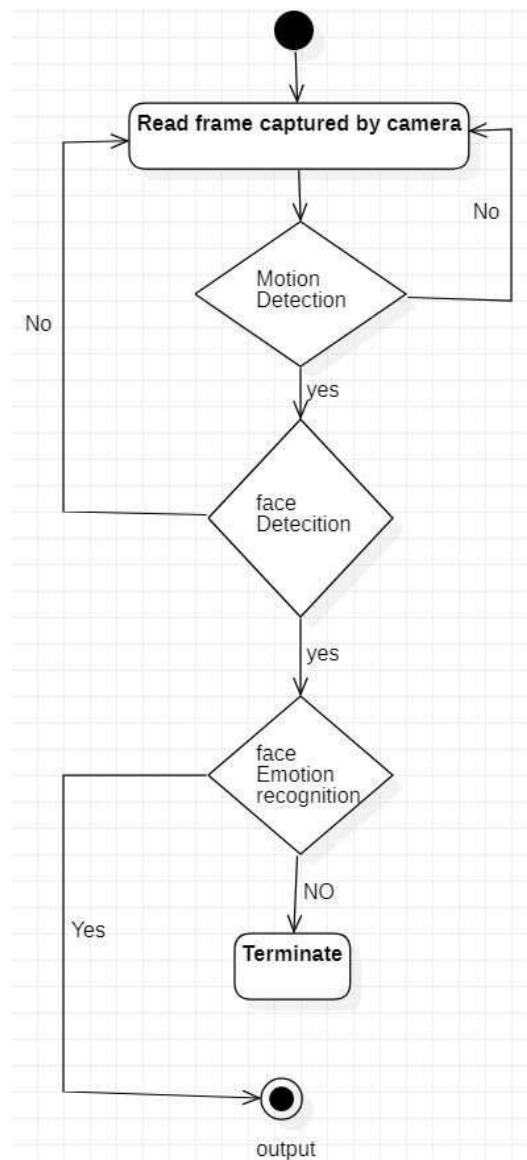 Read frame captured by camera
No
Motion
Detection
No
yes
face
Detecition
yes
face
Emotion
recognition
NO
Yes
Terminate
output